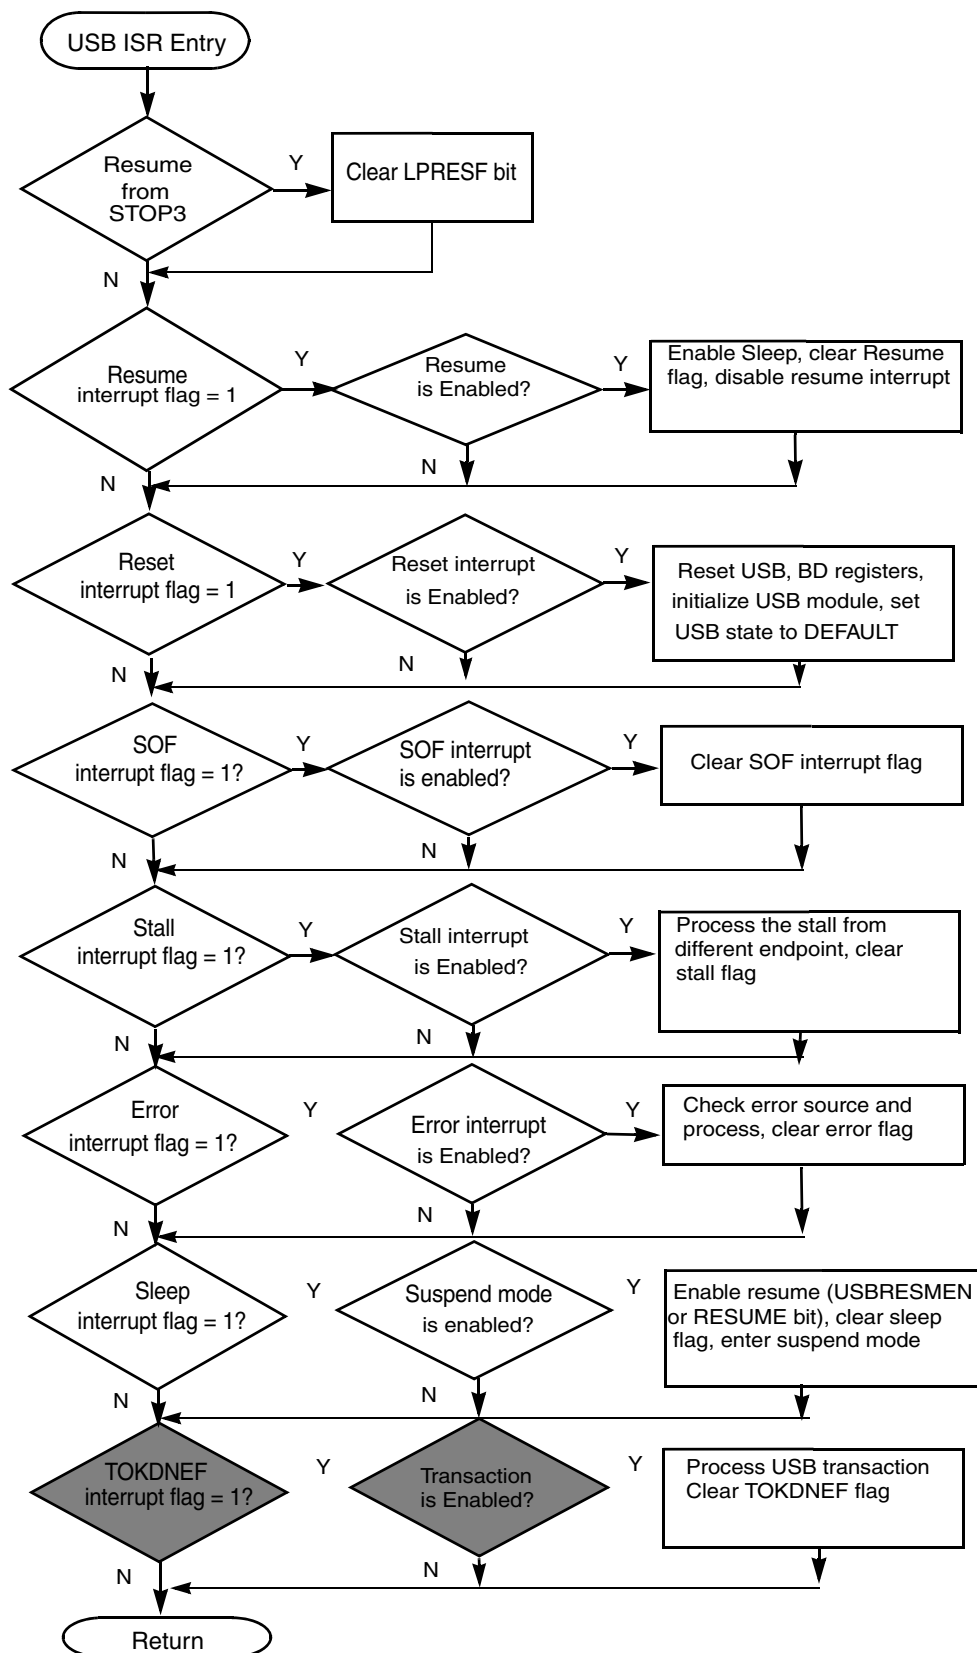 USB ISR Entry
Resume
from
STOP3
Y
Clear LPRESF bit
N
Resume
interrupt flag = 1
Y
Resume
is Enabled?
Y
Enable Sleep, clear Resume
flag, disable resume interrupt
N
N
Reset
interrupt flag = 1
Y
Reset interrupt
is Enabled?
Y
Reset USB, BD registers,
initialize USB module, set
USB state to DEFAULT
N
N
SOF
interrupt flag = 1?
Y
SOF interrupt
is enabled?
Y
Clear SOF interrupt flag
N
N
Stall
interrupt flag = 1?
Y
Stall interrupt
is Enabled?
Y
Process the stall from
different endpoint, clear
stall flag
N
N
Error
interrupt flag = 1?
Y
Error interrupt
is Enabled?
Y
Check error source and
process, clear error flag
N
N
Sleep
interrupt flag = 1?
Y
Suspend mode
is enabled?
Y
Enable resume (USBRESMEN
or RESUME bit), clear sleep
flag, enter suspend mode
N
N
TOKDNEF
interrupt flag = 1?
Y
Transaction
is Enabled?
Y
Process USB transaction
Clear TOKDNEF flag
N
N
Return